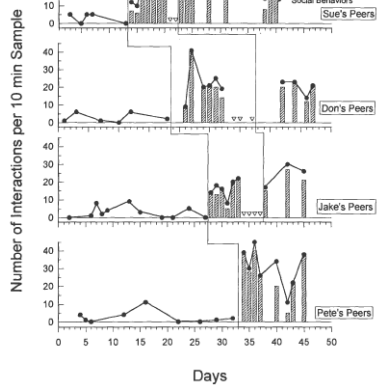 Social Behaviors
10
0
Sue's Peers
40
30
20
10
0
Don's Peers
40
30
20
10
0
Jake's Peers
40
30
20
10
0
Pete's Peers
0 5 10 15 20 25 30 35 40 45 50
Days
Number of Interactions per 10 min Sample